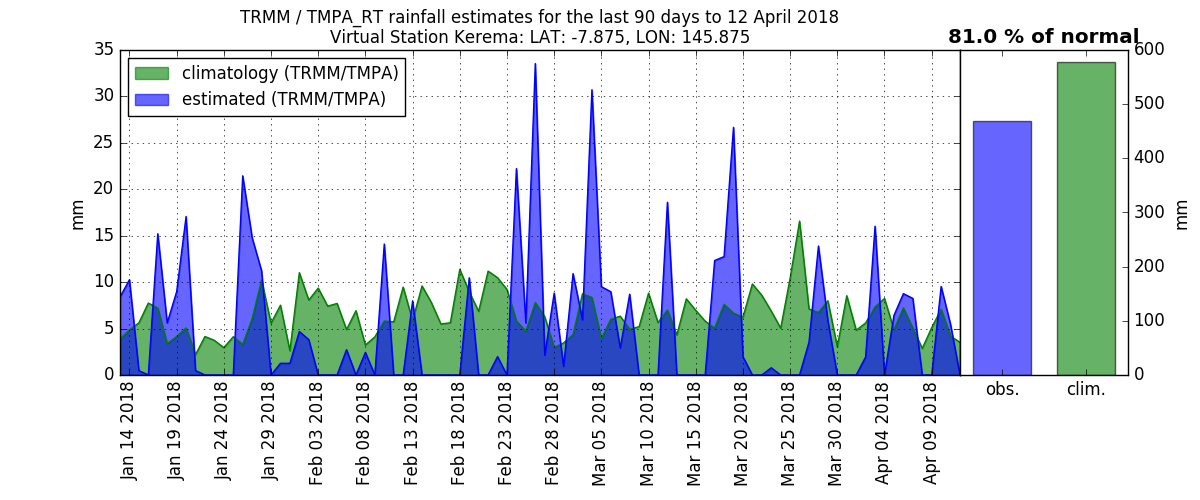 TRMM / TMPA_RT rainfall estimates for the last 90 days to 12 April 2018
Virtual Station Kerema: LAT: -7.875, LON: 145.875
81.0 % of normal
climatology (TRMM/TMPA)
estimated (TRMM/TMPA)
35
30
25
20
15
10
5
0
mm
600
500
400
300
200
100
0
mm
Jan 14 2018
Jan 19 2018
Jan 24 2018
Jan 29 2018
Feb 03 2018
Feb 08 2018
Feb 13 2018
Feb 18 2018
Feb 23 2018
Feb 28 2018
Mar 05 2018
Mar 10 2018
Mar 15 2018
Mar 20 2018
Mar 25 2018
Mar 30 2018
Apr 04 2018
Apr 09 2018
obs.
clim.